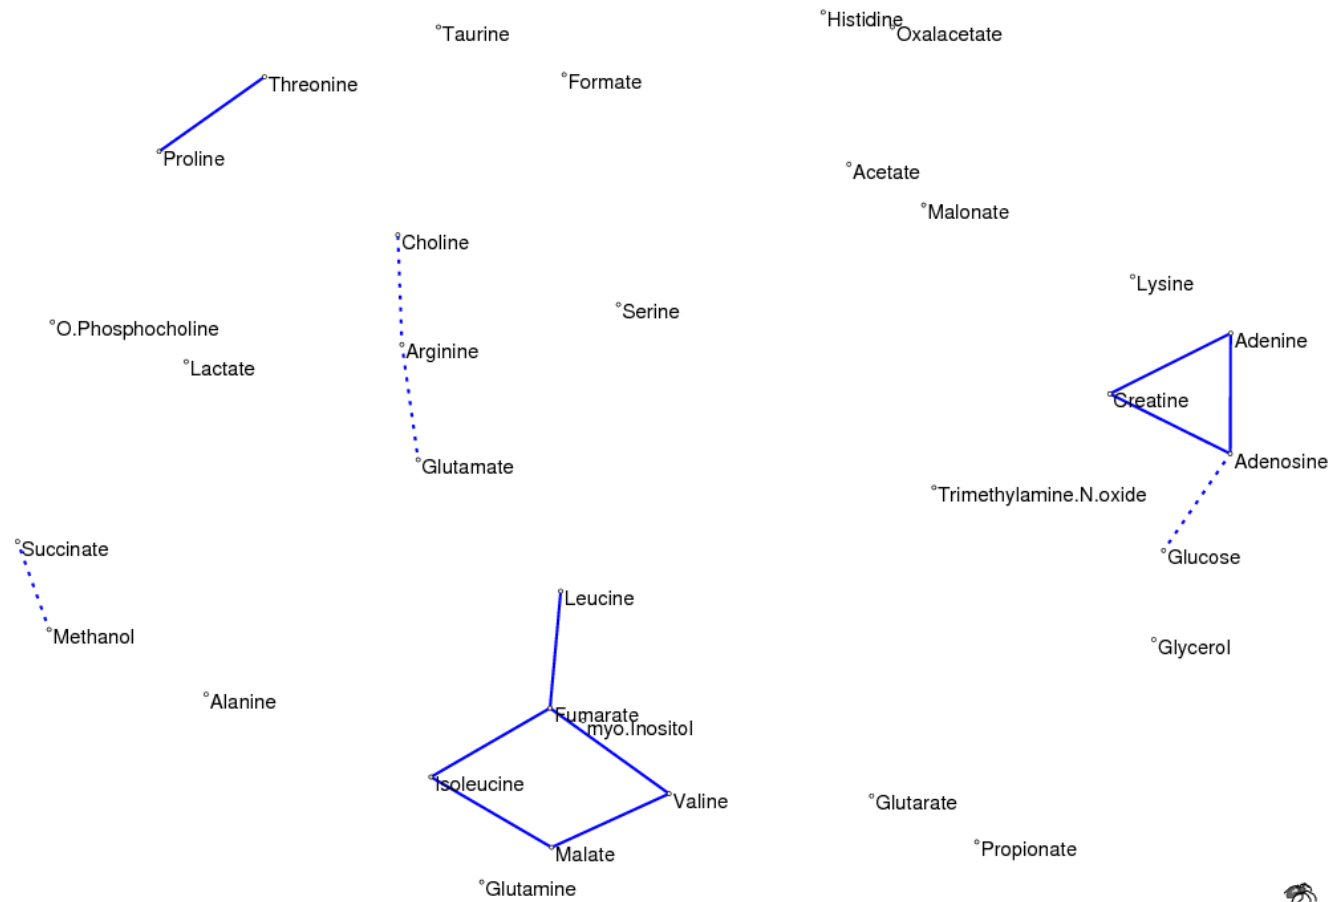 Histidine
Taurine
Oxalacetate
Formate
Threonine
Proline
Acetate
Malonate
Choline
Lysine
Serine
O.Phosphocholine
Adenine
Arginine
Lactate
Creatine
Adenosine
Glutamate
Trimethylamine.N.oxide
Succinate
Glucose
Leucine
Methanol
Glycerol
Alanine
Fumarate
myo.Inositol
Isoleucine
Valine
Glutarate
Propionate
Malate
Glutamine